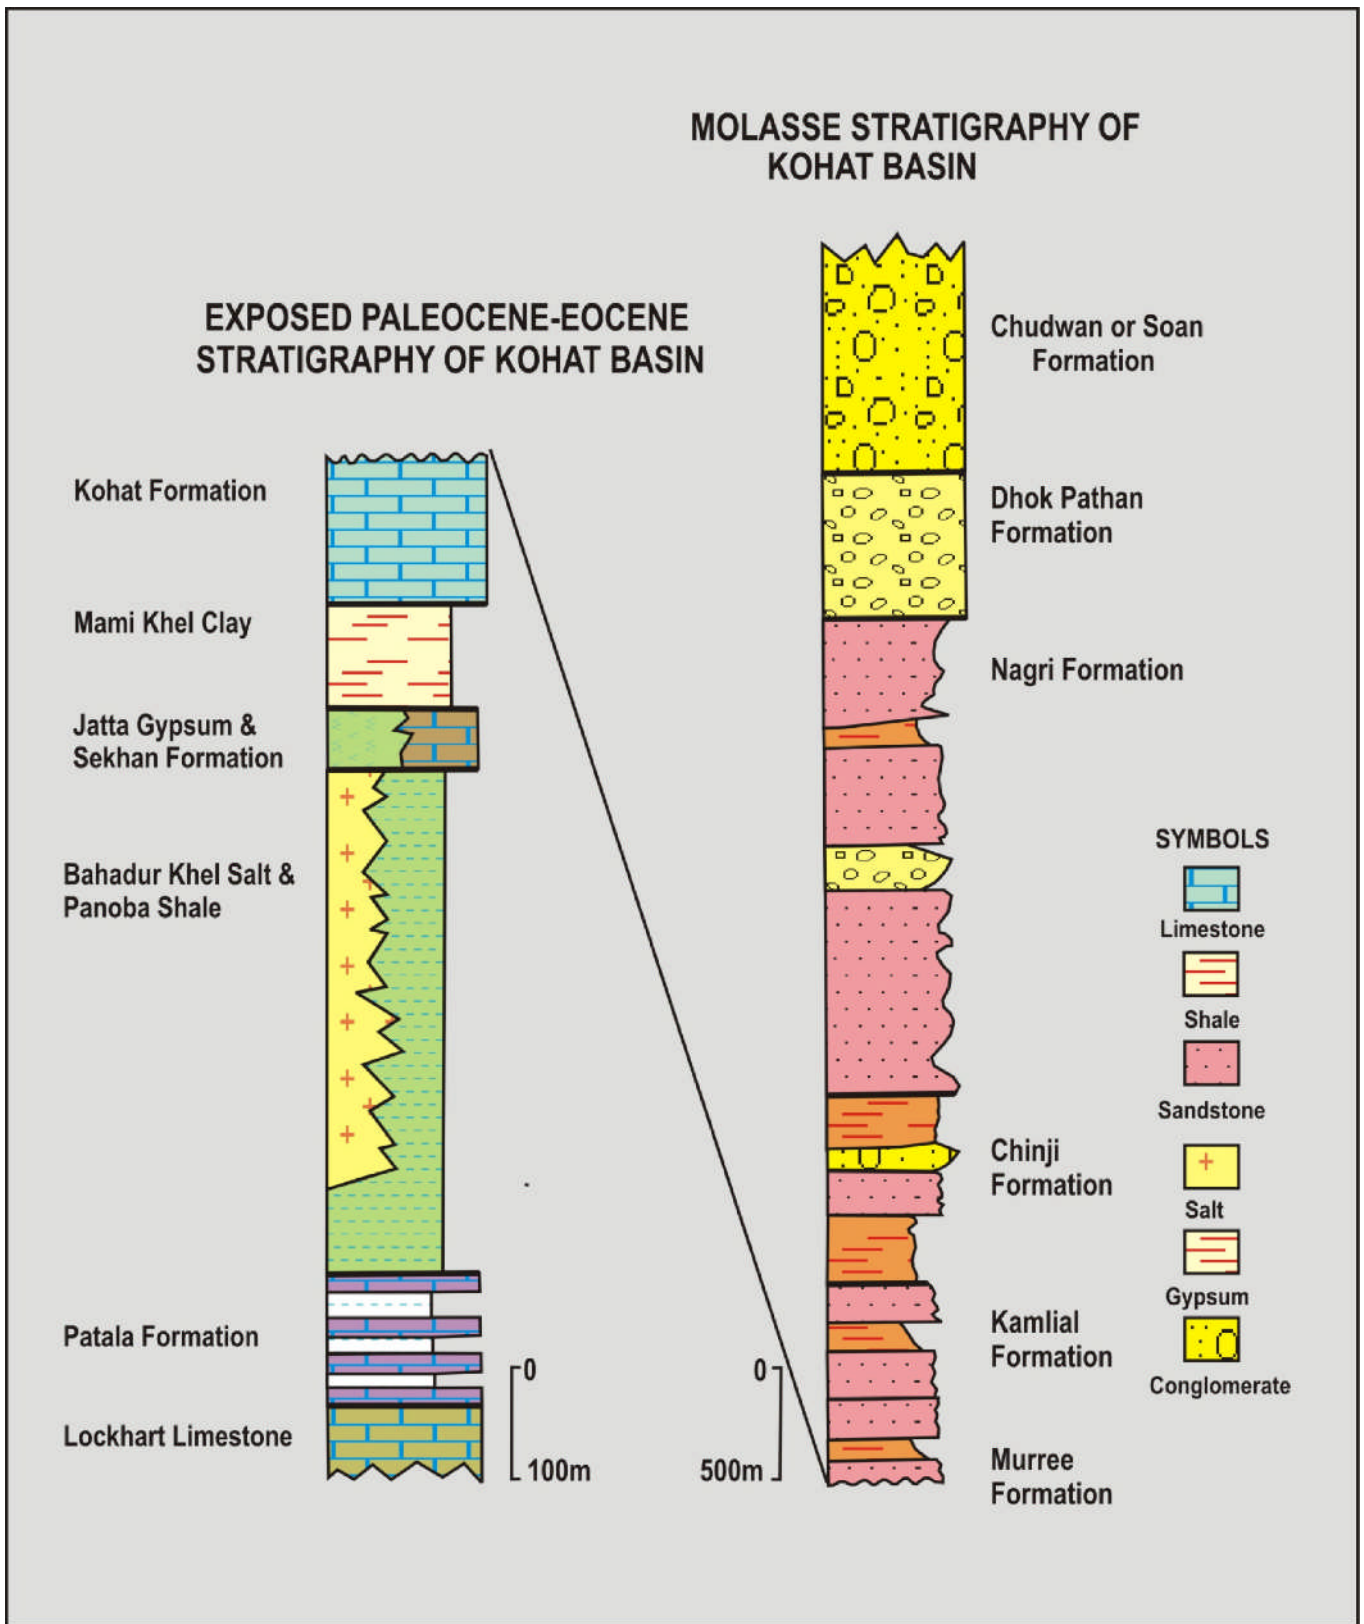 MOLASSE STRATIGRAPHY OF
KOHAT BASIN
EXPOSED PALEOCENE-EOCENE
STRATIGRAPHY OF KOHAT BASIN
Kohat Formation
Mami Khel Clay
Jatta Gypsum &
Sekhan Formation
Bahadur Khel Salt &
Panoba Shale
Patala Formation
Lockhart Limestone
0
100m
0
500m
Chudwan or Soan
Formation
Dhok Pathan
Formation
Nagri Formation
Chinji
Formation
Kamlial
Formation
Murree
Formation
SYMBOLS
Limestone
Shale
Sandstone
Salt
Gypsum
Conglomerate